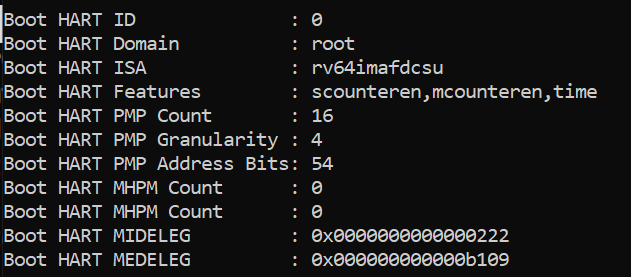 Boot HART ID              : 0
Boot HART Domain          : root
Boot HART ISA             : rv64imafdcsu
Boot HART Features        : scounteren,mcounteren,time
Boot HART PMP Count       : 16
Boot HART PMP Granularity : 4
Boot HART PMP Address Bits: 54
Boot HART MHPM Count      : 0
Boot HART MHPM Count      : 0
Boot HART MIDELEG         : 0x0000000000000222
Boot HART MEDELEG         : 0x000000000000b109